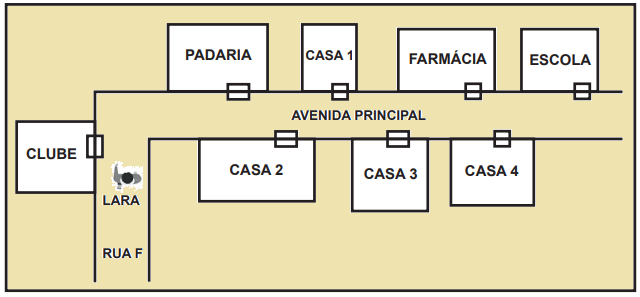 PADARIA
CASA 1
FARMÁCIA
ESCOLA
AVENIDA PRINCIPAL
CLUBE
CASA 2
CASA 3
CASA 4
LARA
RUA F